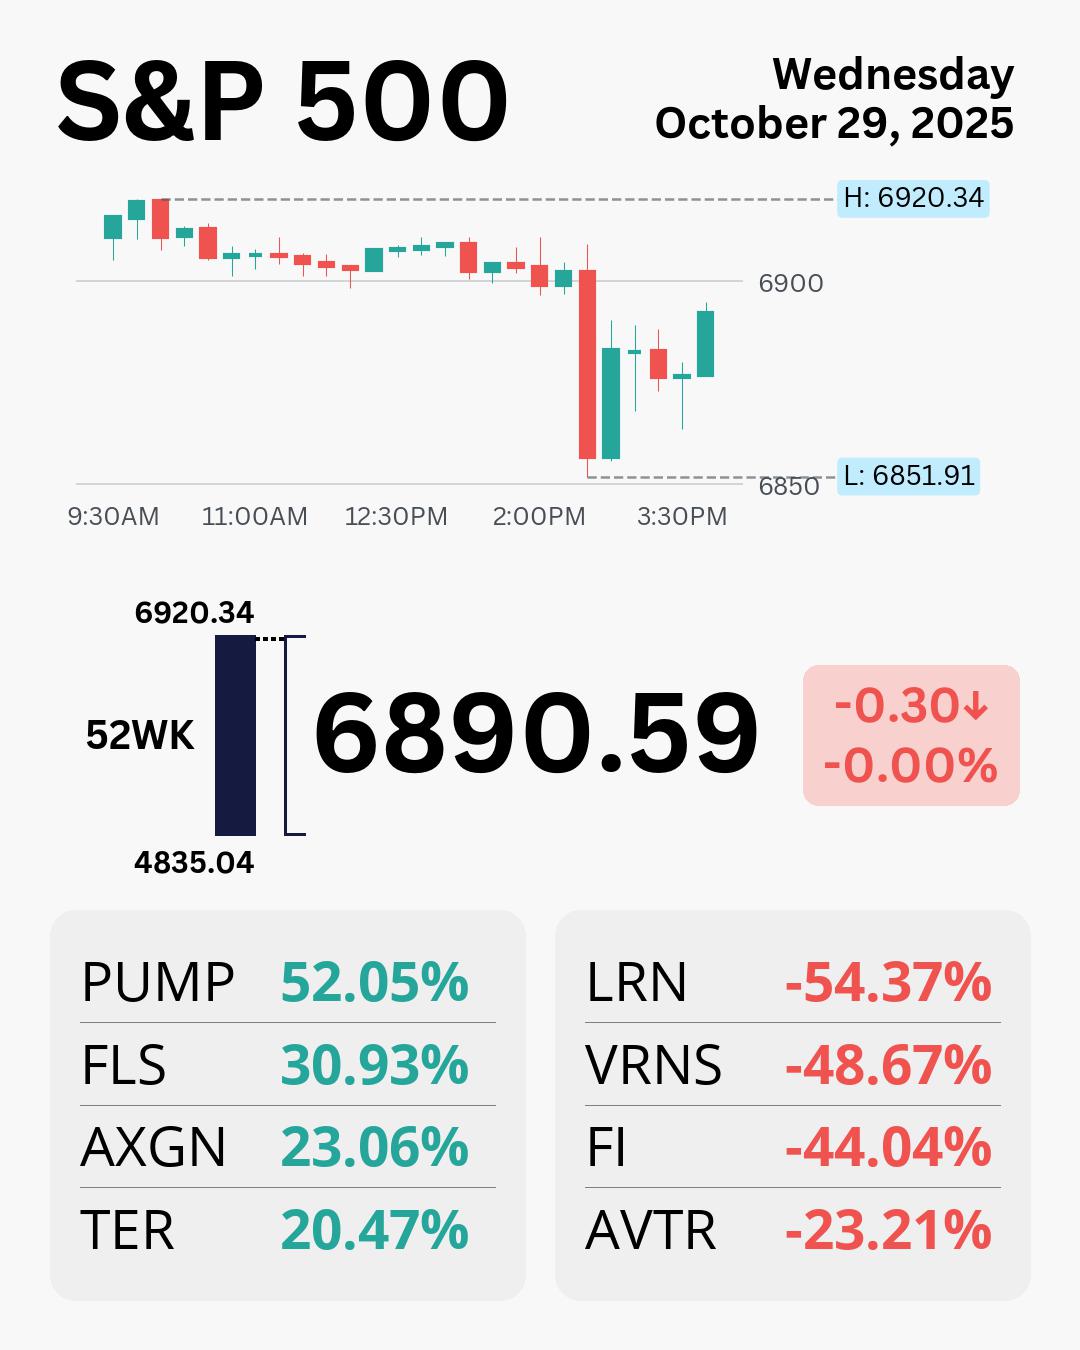 S&P 500
Wednesday
October 29, 2025
H: 6920.34
6900
L: 6851.91
6850
9:30AM 11:00AM 12:30PM 2:00PM 3:30PM
6920.34
52WK
6890.59
-0.30↓
-0.00%
4835.04
PUMP 52.05%
FLS 30.93%
AXGN 23.06%
TER 20.47%
LRN -54.37%
VRNS -48.67%
FI -44.04%
AVTR -23.21%